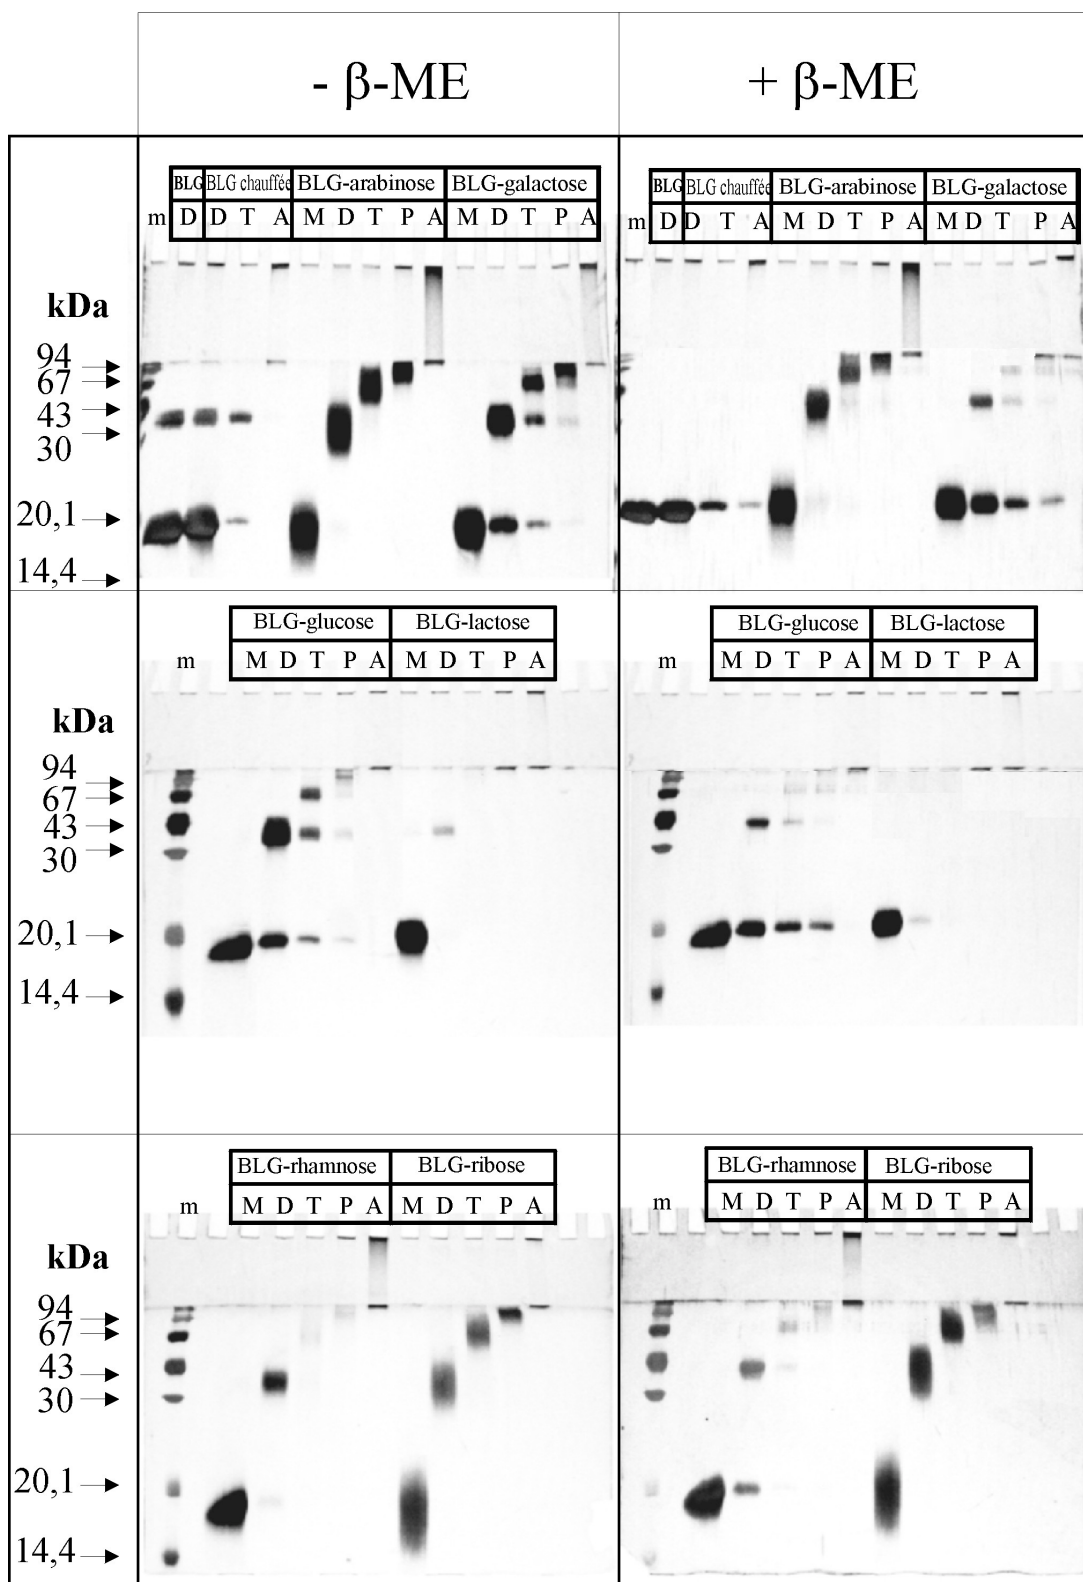 - β-ME + β-ME
BLG BLG chauffée BLG-arabinose BLG-galactose
m D D T A M D T P A M D T P A
BLG BLG chauffée BLG-arabinose BLG-galactose
m D D T A M D T P A M D T P A
kDa
94
67
43
30
20,1
14,4
BLG-glucose BLG-lactose
m M D T P A M D T P A
BLG-glucose BLG-lactose
m M D T P A M D T P A
kDa
94
67
43
30
20,1
14,4
BLG-rhamnose BLG-ribose
m M D T P A M D T P A
BLG-rhamnose BLG-ribose
m M D T P A M D T P A
kDa
94
67
43
30
20,1
14,4